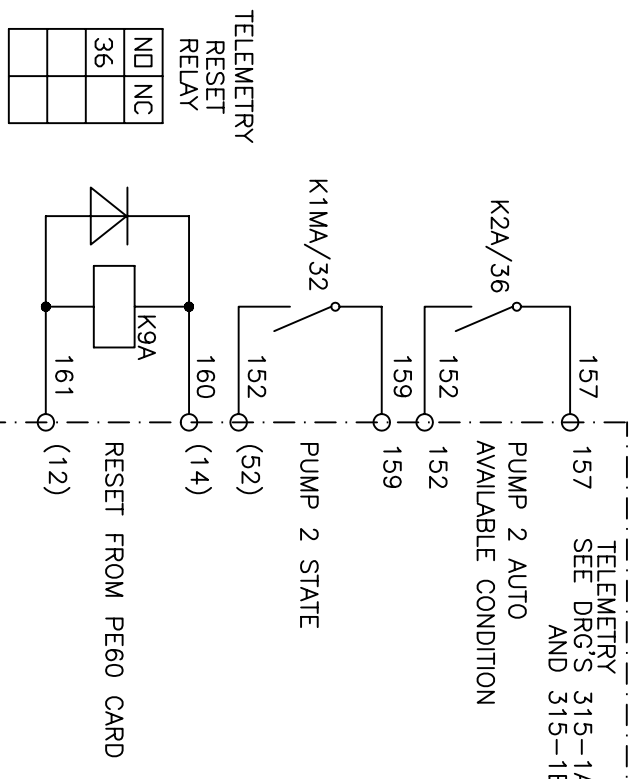 TELEMETRY
SEE DRG'S 315-1A
AND 315-1B
157
157
K2A/36
PUMP 2 AUTO
AVAILABLE CONDITION
152
152
159
159
K1MA/32
PUMP 2 STATE
152
(52)
TELEMETRY
RESET
RELAY
160
(14)
NO
NC
36
K9A
RESET FROM PE60 CARD
161
(12)